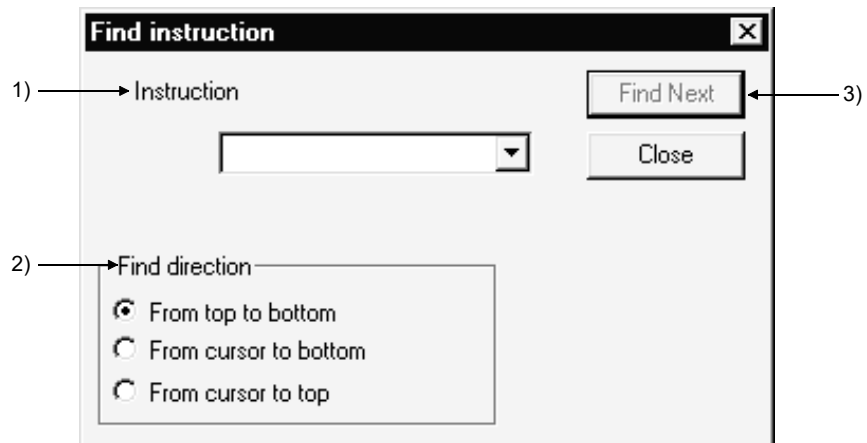 Find instruction
1) Instruction
Find Next 3)
Close
2) Find direction
From top to bottom
From cursor to bottom
From cursor to top